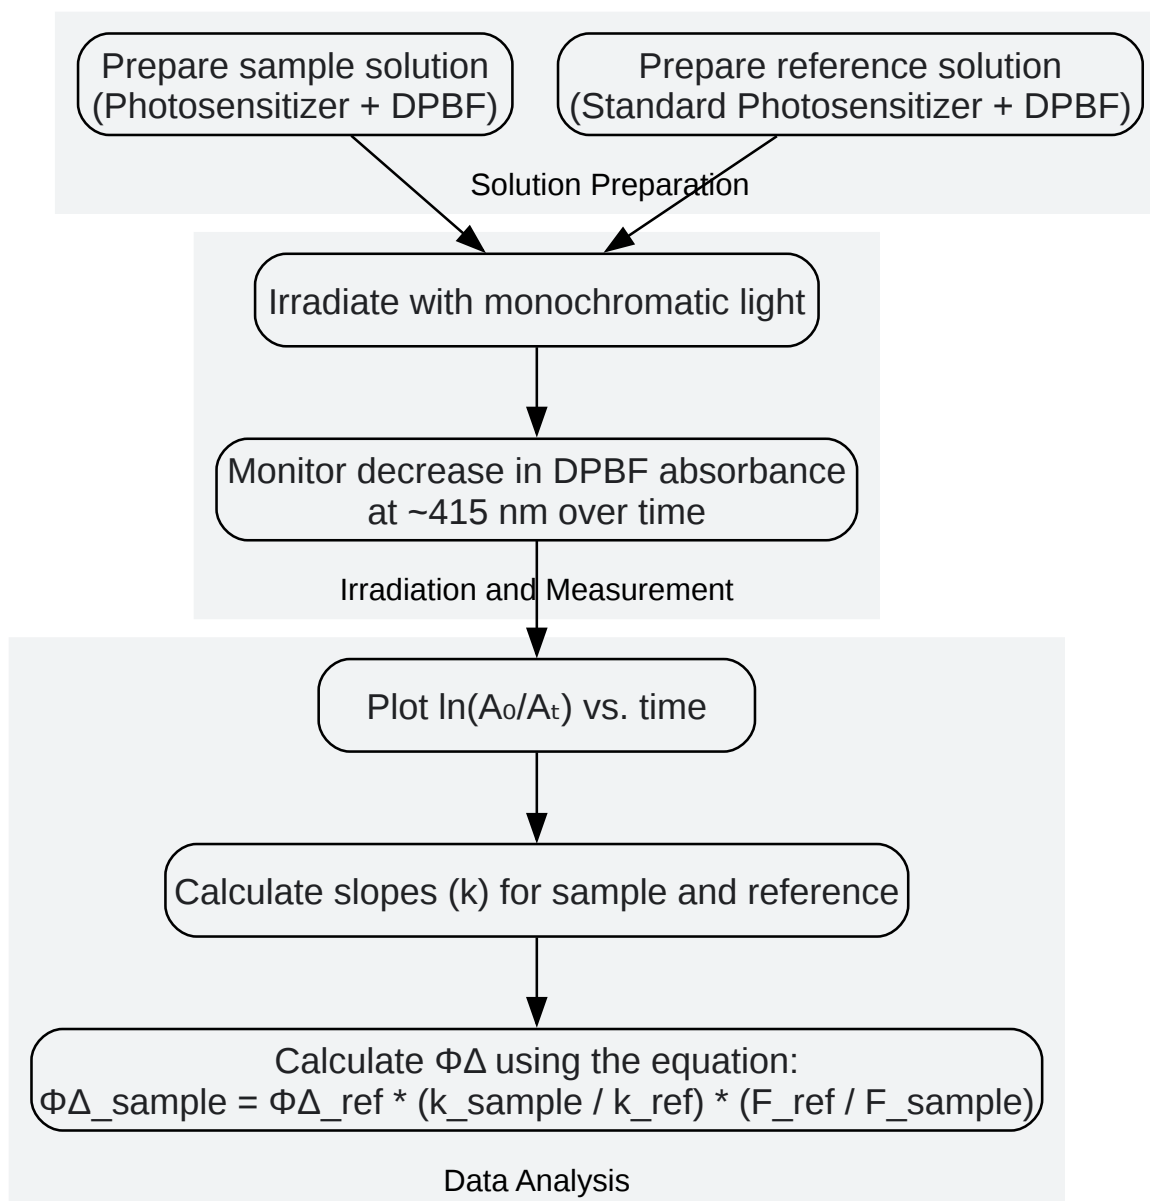 Prepare sample solution
(Photosensitizer + DPBF)
Prepare reference solution
(Standard Photosensitizer + DPBF)
Solution Preparation
Irradiate with monochromatic light
Monitor decrease in DPBF absorbance
at ~415 nm over time
Irradiation and Measurement
Plot ln(A₀/Aₜ) vs. time
Calculate slopes (k) for sample and reference
Calculate ΦΔ using the equation:
ΦΔ_sample = ΦΔ_ref * (k_sample / k_ref) * (F_ref / F_sample)
Data Analysis